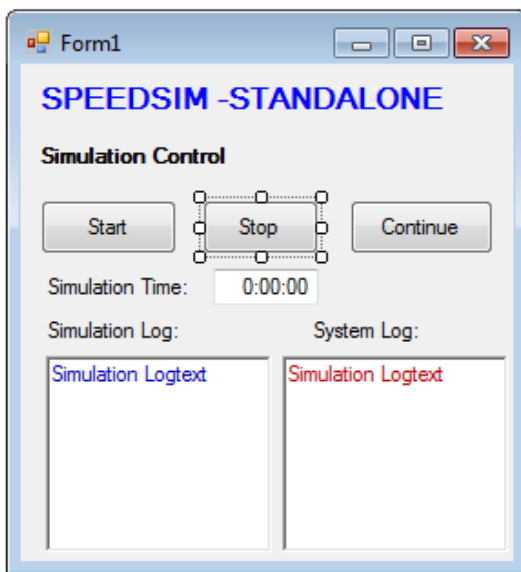 Form1
SPEEDSIM -STANDALONE
Simulation Control
Start Stop Continue
Simulation Time: 0:00:00
Simulation Log: System Log:
Simulation Logtext Simulation Logtext